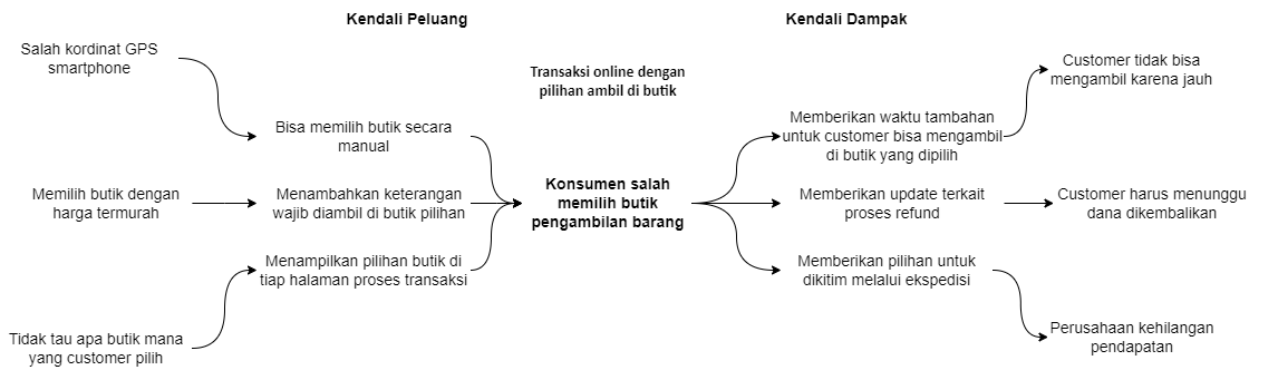 Kendali Peluang
Kendali Dampak
Salah kordinat GPS
smartphone
Transaksi online dengan
pilihan ambil di butik
Customer tidak bisa
mengambil karena jauh
Bisa memilih butik secara
manual
Memberikan waktu tambahan
untuk customer bisa mengambil
di butik yang dipilih
Memilih butik dengan
harga termurah
Menambahkan keterangan
wajib diambil di butik pilihan
Konsumen salah
memilih butik
pengambilan barang
Memberikan update terkait
proses refund
Customer harus menunggu
dana dikembalikan
Menampilkan pilihan butik di
tiap halaman proses transaksi
Memberikan pilihan untuk
dikitim melalui ekspedisi
Tidak tau apa butik mana
yang customer pilih
Perusahaan kehilangan
pendapatan